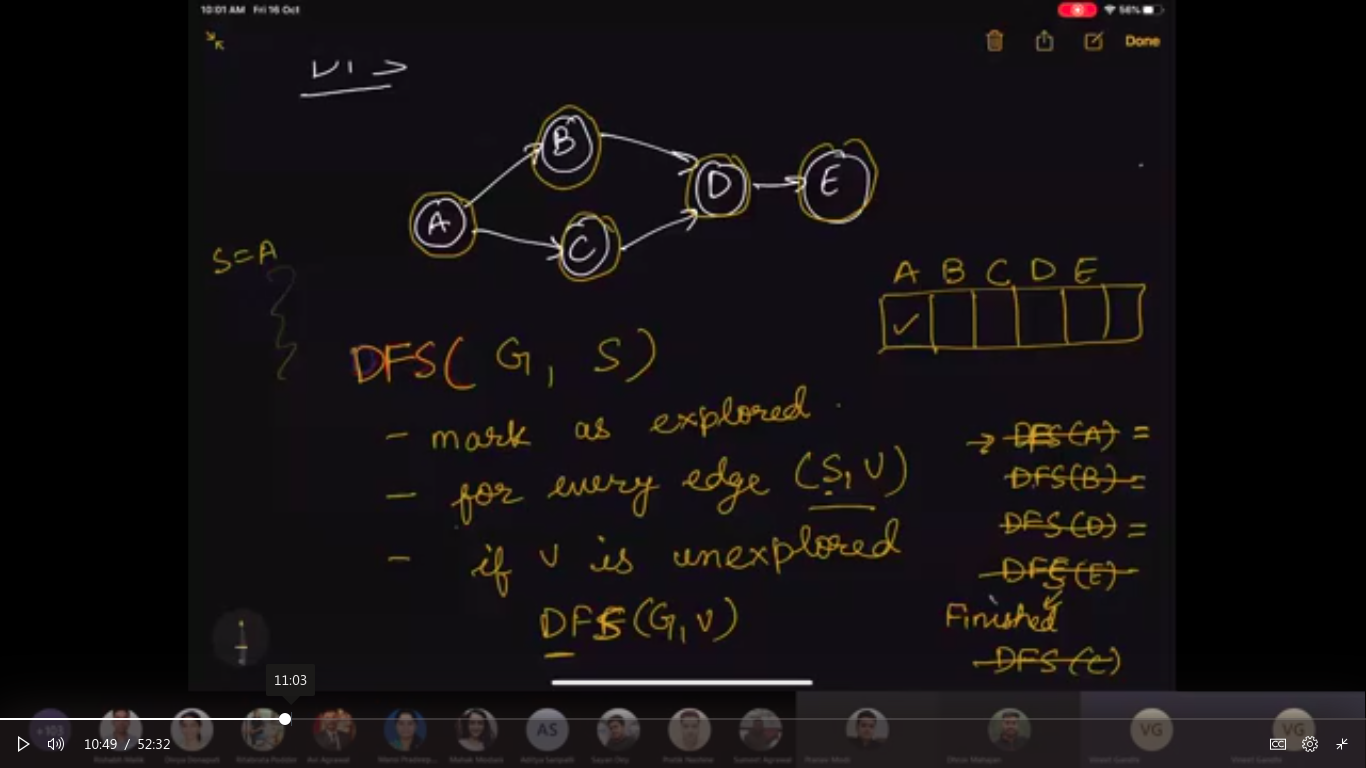 10:01 AM Fri 16 Oct
56%
Done
B
A
D
E
C
S=A
A B C D E
DFS( G, S)
- mark as explored.
- for every edge (S,V)
- if V is unexplored
DFS(G,V)
→ DFS(A) =
DFS(B) =
DFS(D) =
DFS(E)
Finished
DFS(C)
11:03
AS
VG
VG
10:49 / 52:32
CC